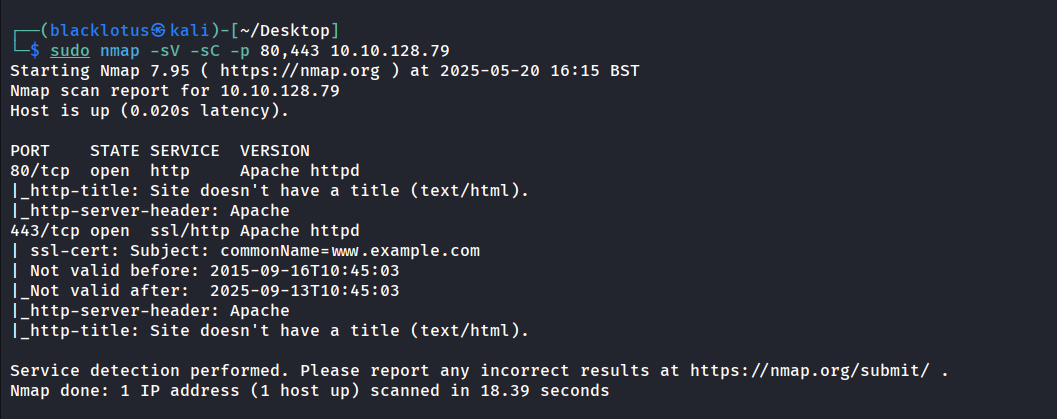 ┌──(blacklotus㉿kali)-[~/Desktop]
└─$ sudo nmap -sV -sC -p 80,443 10.10.128.79
Starting Nmap 7.95 ( https://nmap.org ) at 2025-05-20 16:15 BST
Nmap scan report for 10.10.128.79
Host is up (0.020s latency).

PORT    STATE SERVICE  VERSION
80/tcp  open  http     Apache httpd
|_http-title: Site doesn't have a title (text/html).
|_http-server-header: Apache
443/tcp open  ssl/http Apache httpd
| ssl-cert: Subject: commonName=www.example.com
| Not valid before: 2015-09-16T10:45:03
|_Not valid after:  2025-09-13T10:45:03
|_http-server-header: Apache
|_http-title: Site doesn't have a title (text/html).

Service detection performed. Please report any incorrect results at https://nmap.org/submit/ .
Nmap done: 1 IP address (1 host up) scanned in 18.39 seconds